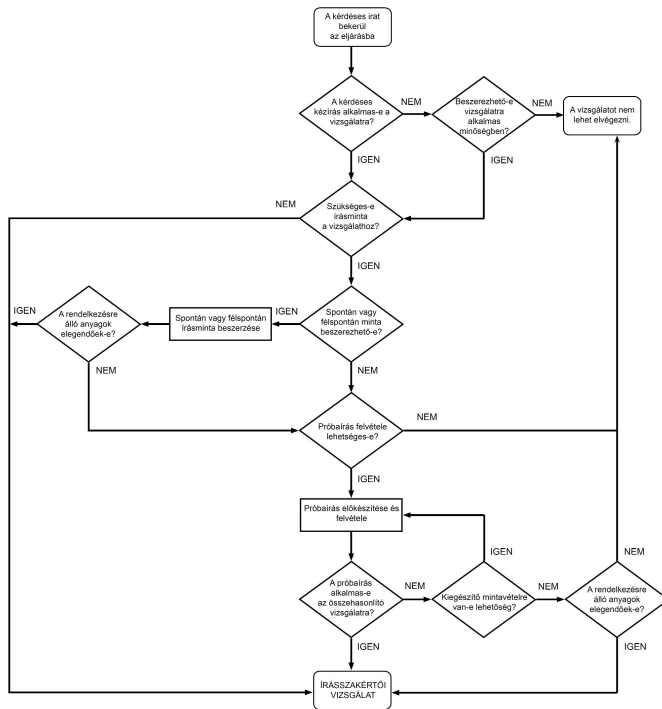 A kérdéses irat
bekerül
az eljárásba
A kérdéses
kézírás alkalmas-e a
vizsgálatra?
NEM
Beszerezhető-e
vizsgálatra
alkalmas
minőségben?
NEM
A vizsgálatot nem
lehet elvégezni.
IGEN
IGEN
NEM
Szükséges-e
írásminta
a vizsgálathoz?
IGEN
IGEN
A rendelkezésre
álló anyagok
elegendőek-e?
Spontán vagy félspontán
írásminta beszerzése
IGEN
Spontán vagy
félspontán minta
beszerezhető-e?
NEM
NEM
Próbaírás felvétele
lehetséges-e?
NEM
IGEN
Próbaírás előkészítése és
felvétele
IGEN
NEM
A próbaírás
alkalmas-e
az összehasonlító
vizsgálatra?
NEM
Kiegészítő mintavételre
van-e lehetőség?
NEM
A rendelkezésre
álló anyagok
elegendőek-e?
IGEN
IGEN
ÍRÁSSZAKÉRTŐI
VIZSGÁLAT